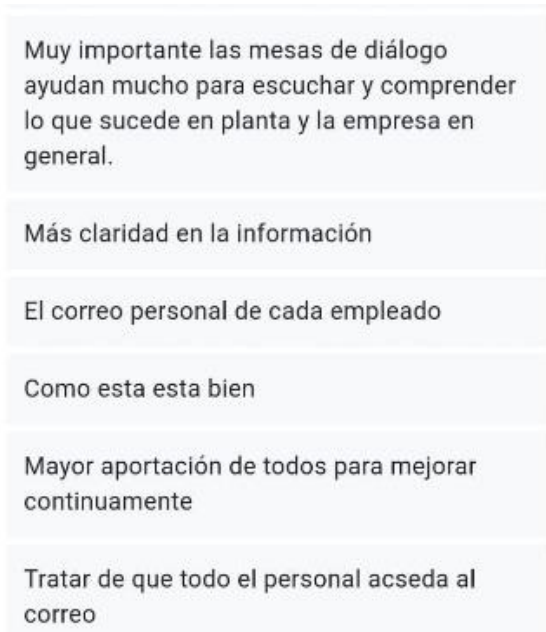 Muy importante las mesas de diálogo
ayudan mucho para escuchar y comprender
lo que sucede en planta y la empresa en
general.
Más claridad en la información
El correo personal de cada empleado
Como esta esta bien
Mayor aportación de todos para mejorar
continuamente
Tratar de que todo el personal acseda al
correo